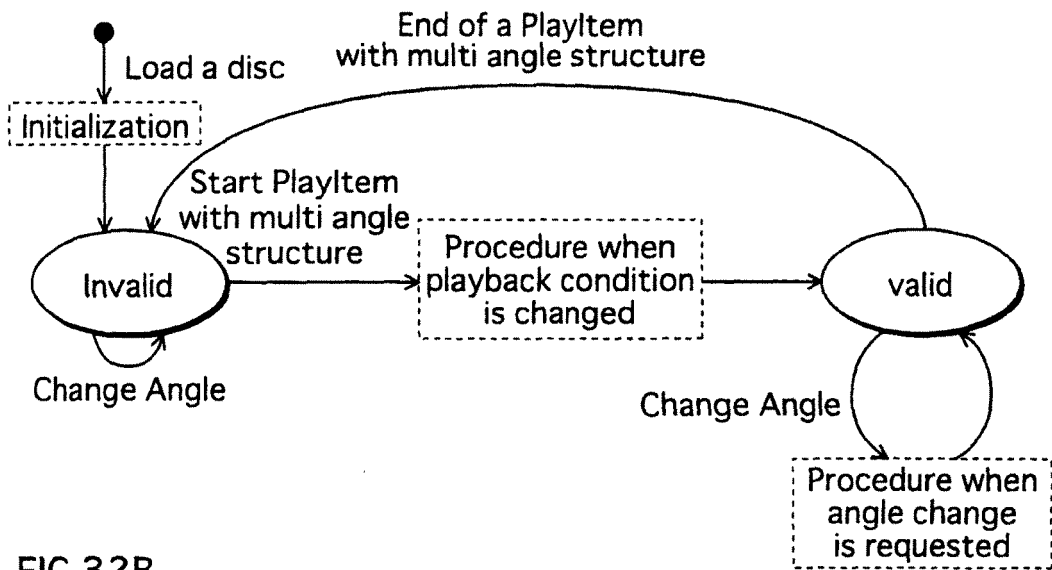 End of a PlayItem
with multi angle structure
Load a disc
Initialization
Start PlayItem
with multi angle
structure
Procedure when
playback condition
is changed
Invalid
valid
Change Angle
Change Angle
Procedure when
angle change
is requested